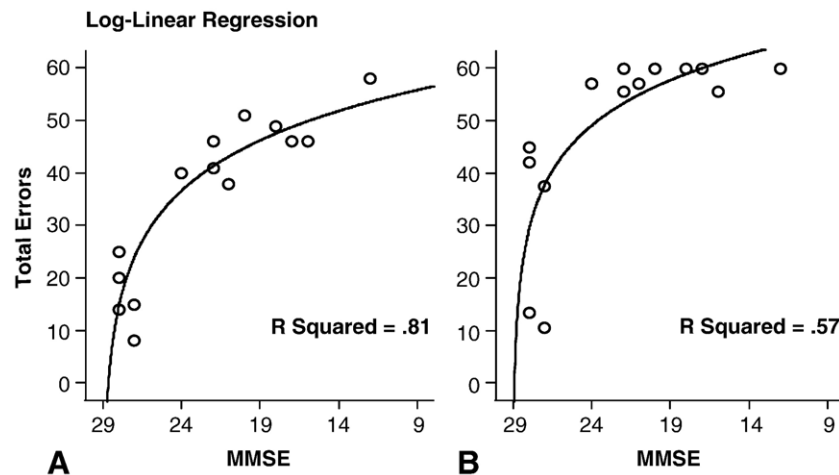 Log-Linear Regression
Total Errors
60
50
40
30
20
10
0
R Squared = .81
29 24 19 14 9
A MMSE
60
50
40
30
20
10
0
R Squared = .57
29 24 19 14 9
B MMSE